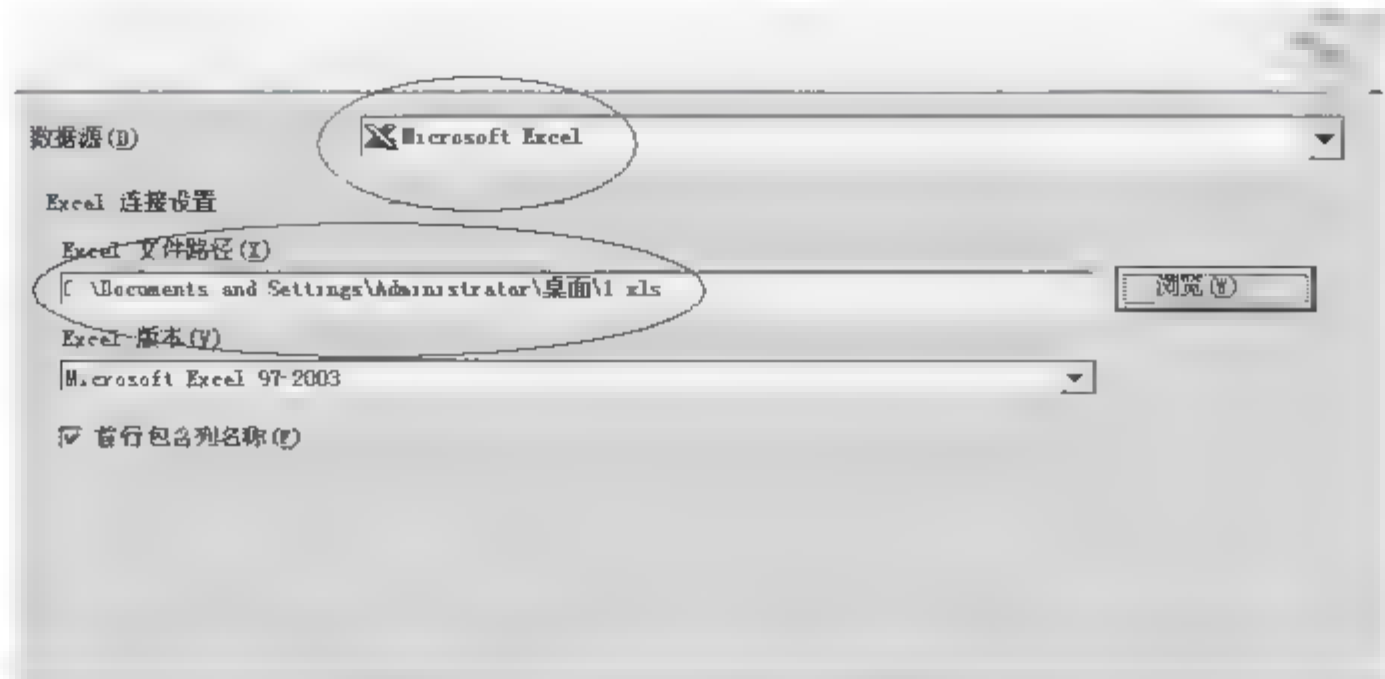 数据源(D)
Microsoft Excel
Excel 连接设置
Excel 文件路径(X)
C \Documents and Settings\Administrator\桌面\1 xls
浏览(W)
Excel 版本(V)
Microsoft Excel 97-2003
首行包含列名称(F)